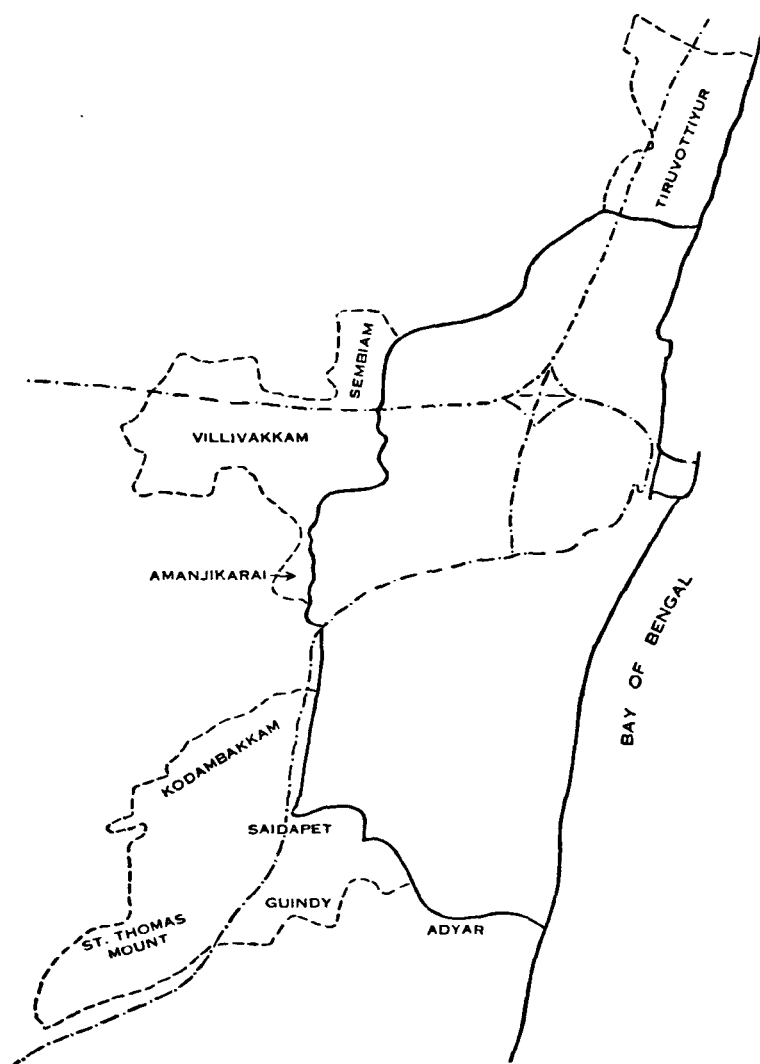 TIRUVOTTIYUR
SEMBIAM
VILLIVAKKAM
AMANJIKARAI
BAY OF BENGAL
KODAMBAKKAM
SAIDAPET
GUINDY
ST. THOMAS
MOUNT
ADYAR